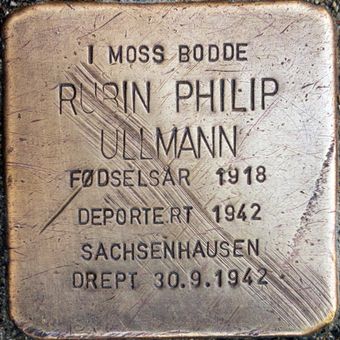 I MOSS BODDE
RUBIN PHILIP
ULLMANN
FØDSELSÅR 1918
DEPORTERT 1942
SACHSENHAUSEN
DREPT 30.9.1942